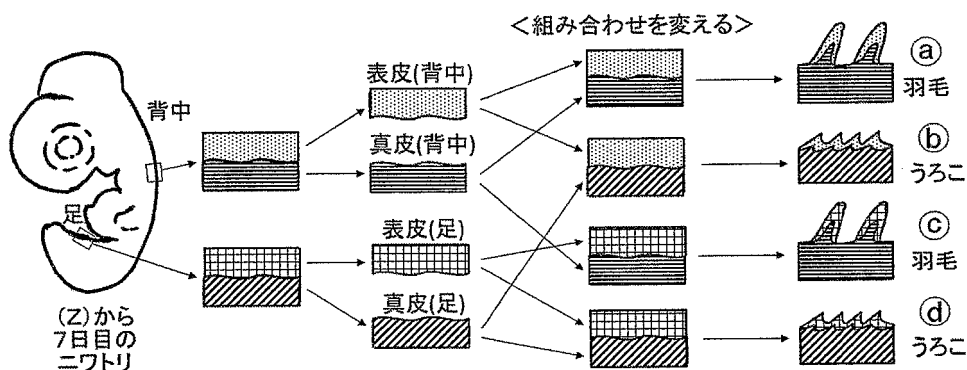 <組み合わせを変える>
背中
表皮(背中)
真皮(背中)
足
表皮(足)
真皮(足)
(Z)から
7日目の
ニワトリ
ⓐ
羽毛
ⓑ
うろこ
ⓒ
羽毛
ⓓ
うろこ